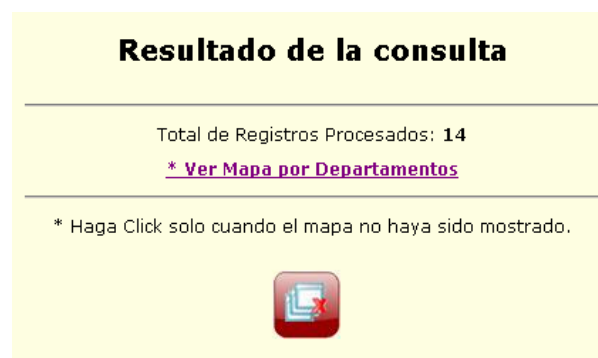 Resultado de la consulta
Total de Registros Procesados: 14
* Ver Mapa por Departamentos
* Haga Click solo cuando el mapa no haya sido mostrado.